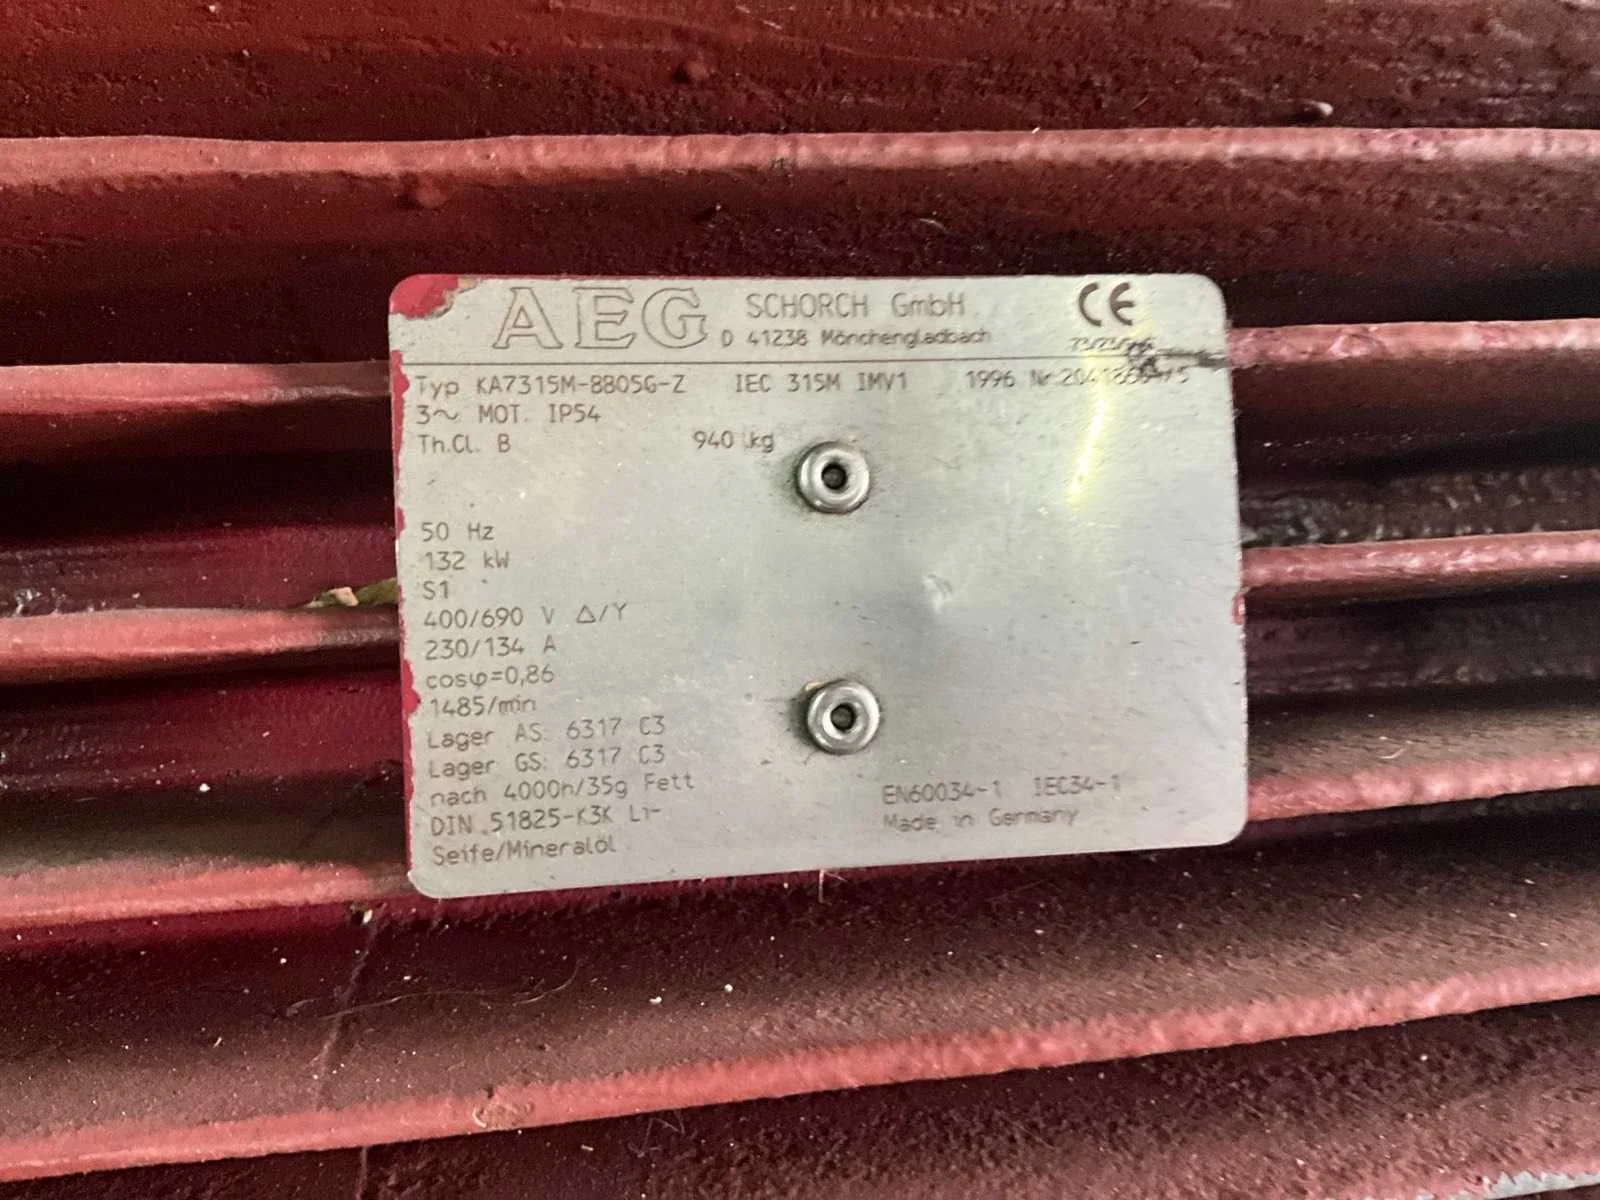 AEG SCHORCH GmbH CE
D 41238 Mönchengladbach
Typ KA7315M-BB05G-Z IEC 315M IMV1 1996 Nr.
3~ MOT. IP54
Th.Cl. B 940 kg
50 Hz
132 kW
S1
400/690 V △/Y
230/134 A
cosφ=0,86
1485/min
Lager AS: 6317 C3
Lager GS: 6317 C3
nach 4000h/35g Fett
DIN 51825-K3K Li-
Seife/Mineralöl
EN60034-1 IEC34-1
Made in Germany